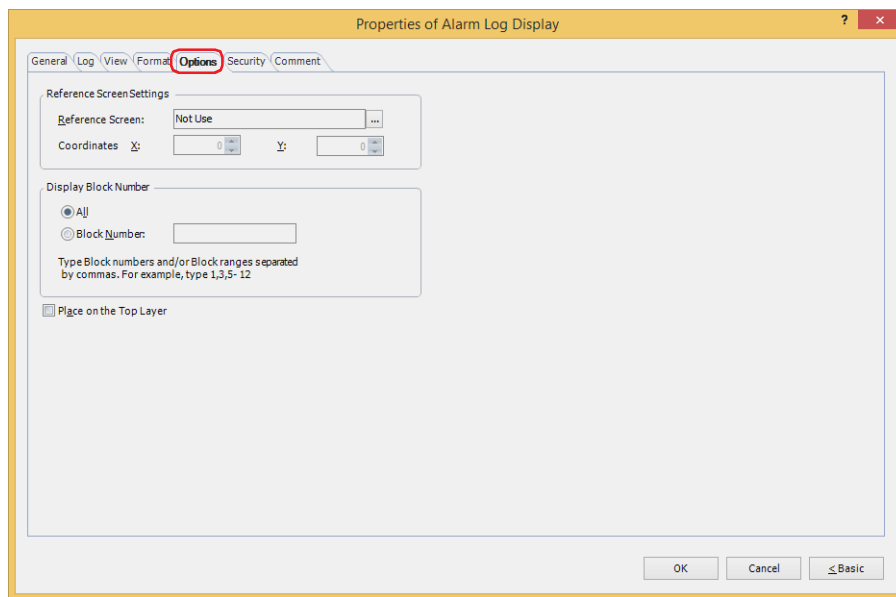 Properties of Alarm Log Display ? ×
General Log View Format Options Security Comment
Reference Screen Settings
Reference Screen: Not Use ...
Coordinates X: 0 Y: 0
Display Block Number
All
Block Number:
Type Block numbers and/or Block ranges separated
by commas. For example, type 1,3,5- 12
Place on the Top Layer
OK Cancel < Basic